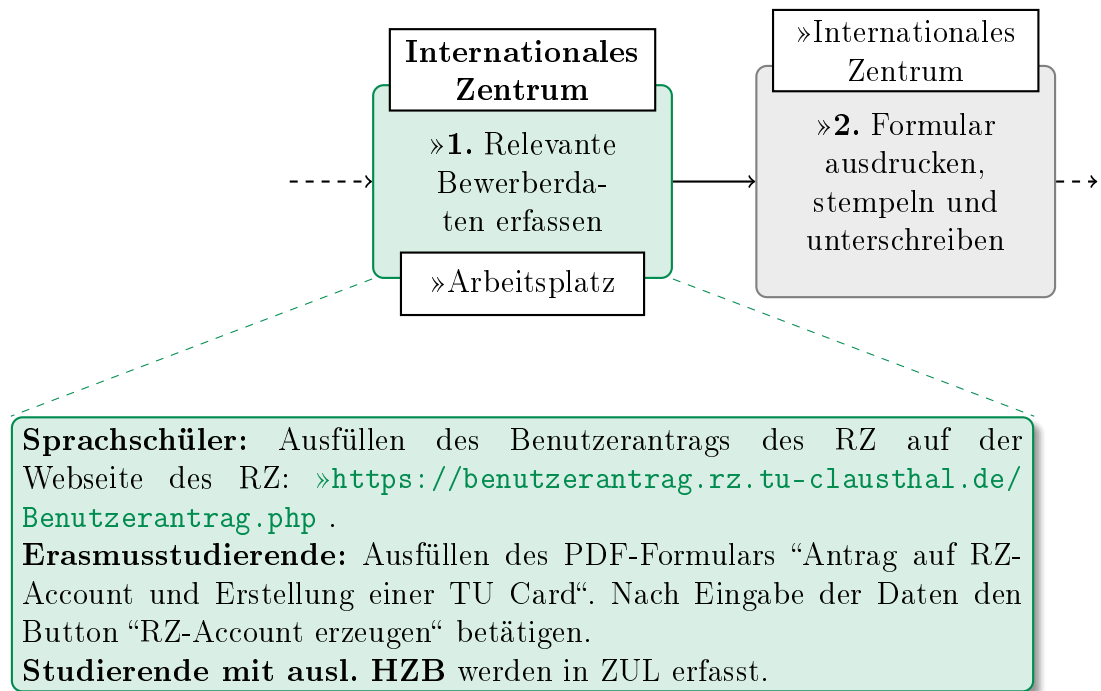 Internationales
Zentrum
»1. Relevante
Bewerberda-
ten erfassen
»Arbeitsplatz
»Internationales
Zentrum
»2. Formular
ausdrucken,
stempeln und
unterschreiben
Sprachschüler: Ausfüllen des Benutzerantrags des RZ auf der
Webseite des RZ: »https://benutzerantrag.rz.tu-clausthal.de/
Benutzerantrag.php .
Erasmusstudierende: Ausfüllen des PDF-Formulars “Antrag auf RZ-
Account und Erstellung einer TU Card“. Nach Eingabe der Daten den
Button “RZ-Account erzeugen“ betätigen.
Studierende mit ausl. HZB werden in ZUL erfasst.